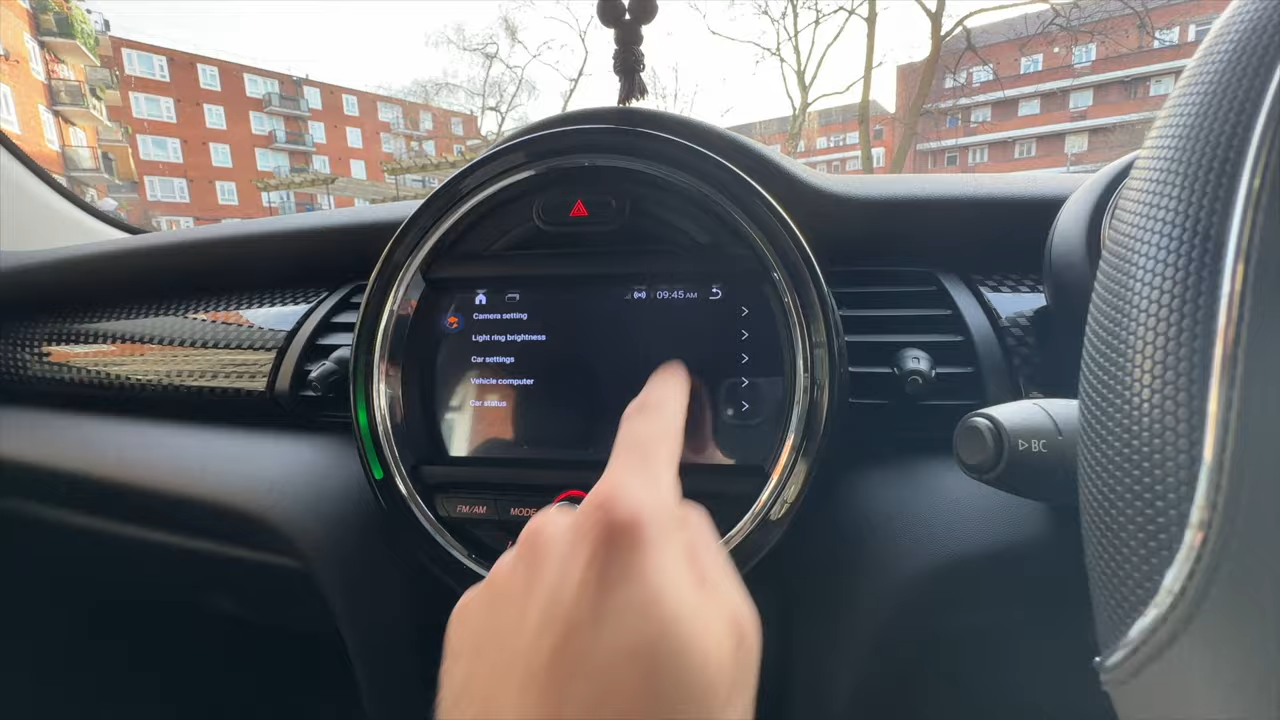 09:45 AM
Camera setting
Light ring brightness
Car settings
Vehicle computer
Car status
FM/AM
MODE
BC